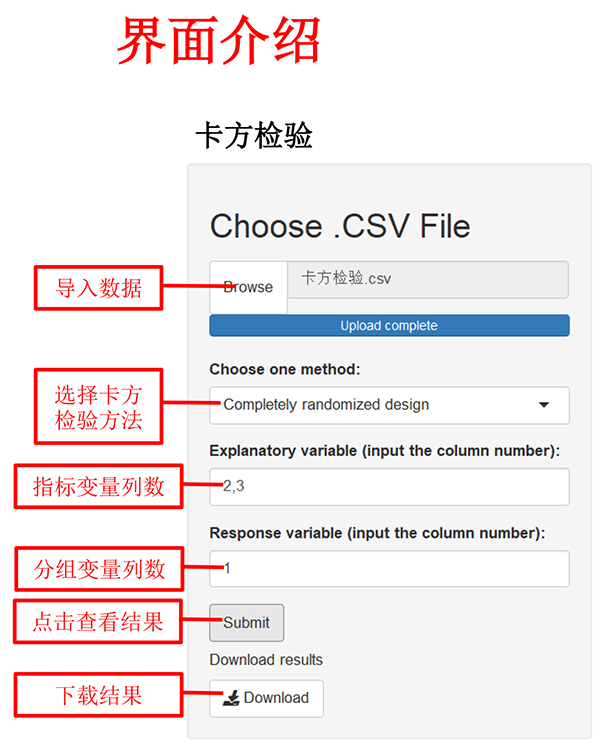 界面介绍
卡方检验
Choose .CSV File
导入数据
Browse
卡方检验.csv
Upload complete
Choose one method:
选择卡方
检验方法
Completely randomized design
Explanatory variable (input the column number):
指标变量列数
2,3
Response variable (input the column number):
分组变量列数
1
点击查看结果
Submit
Download results
下载结果
Download